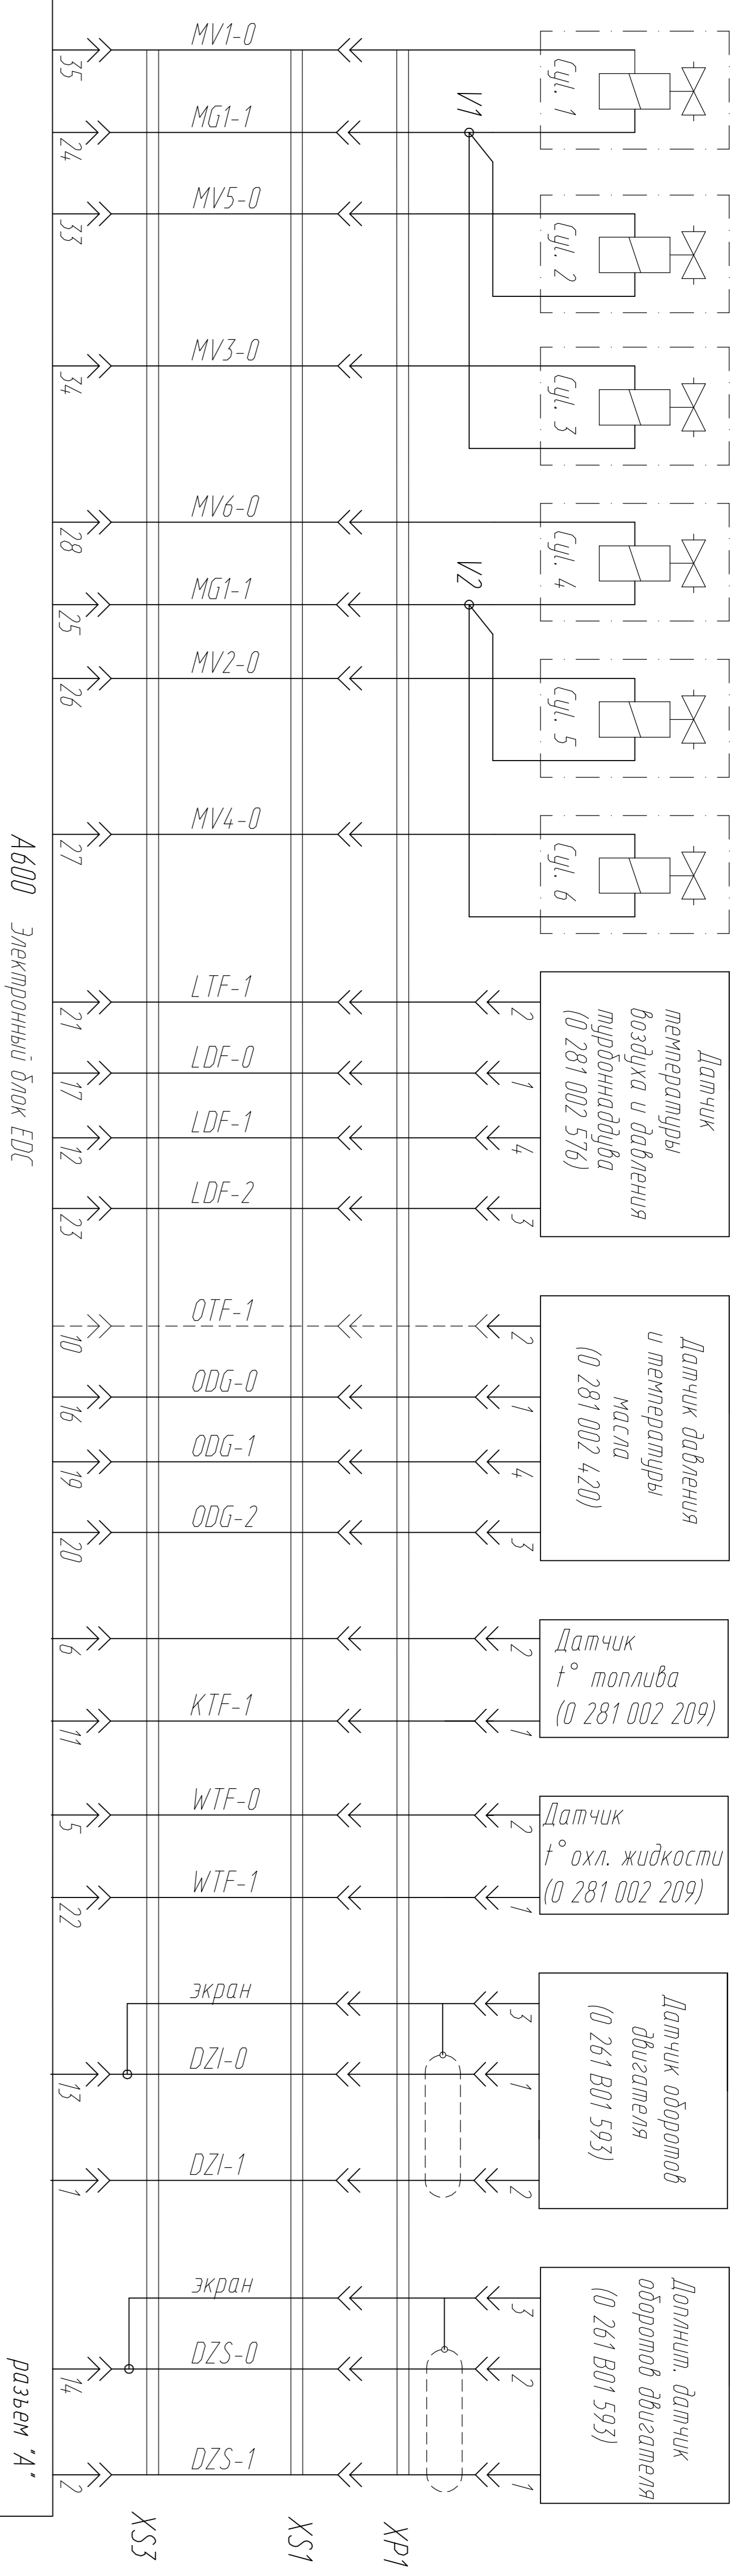 MV1-0
35
MG1-1
24
V1
Cyl. 1
MV5-0
33
Cyl. 2
MV3-0
34
Cyl. 3
MV6-0
28
Cyl. 4
MG1-1
25
V2
MV2-0
26
Cyl. 5
MV4-0
27
Cyl. 6
LTF-1
21
2
LDF-0
17
1
LDF-1
12
4
LDF-2
23
3
Датчик
температуры
воздуха и давления
турбоннаддува
(0 281 002 576)
OTF-1
10
2
ODG-0
16
1
ODG-1
19
4
ODG-2
20
3
Датчик давления
и температуры
масла
(0 281 002 420)
6
2
KTF-1
11
1
Датчик
t° топлива
(0 281 002 209)
WTF-0
5
2
WTF-1
22
1
Датчик
t° охл. жидкости
(0 281 002 209)
экран
3
DZI-0
13
1
DZI-1
1
2
Датчик оборотов
двигателя
(0 261 B01 593)
экран
3
DZS-0
14
2
DZS-1
2
1
Доплнит. датчик
оборотов двигателя
(0 261 B01 593)
XS3
XS1
XP1
A600 Электронный блок EDC
разъем "А"